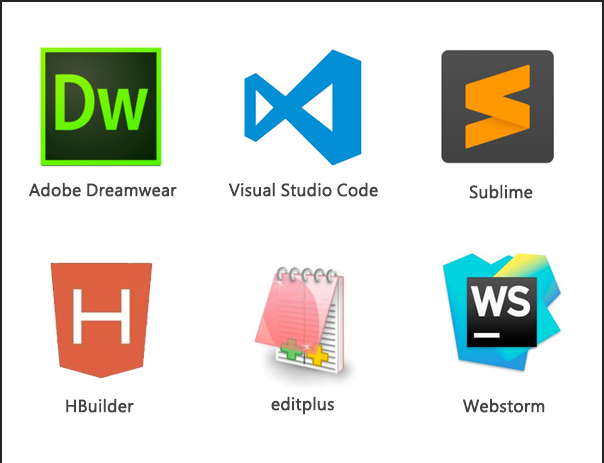 Dw
Adobe Dreamwear
Visual Studio Code
Sublime
H
HBuilder
editplus
WS
Webstorm